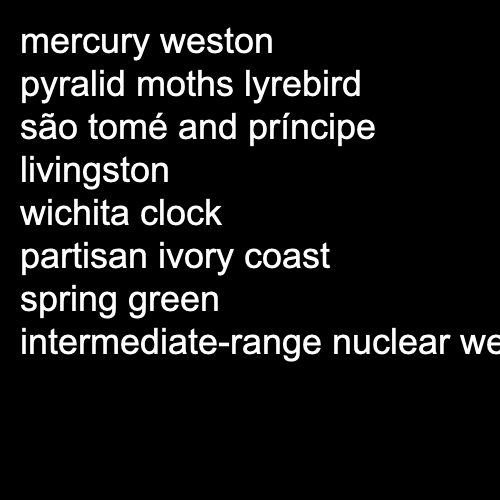 mercury weston
pyralid moths lyrebird
são tomé and príncipe
livingston
wichita clock
partisan ivory coast
spring green
intermediate-range nuclear